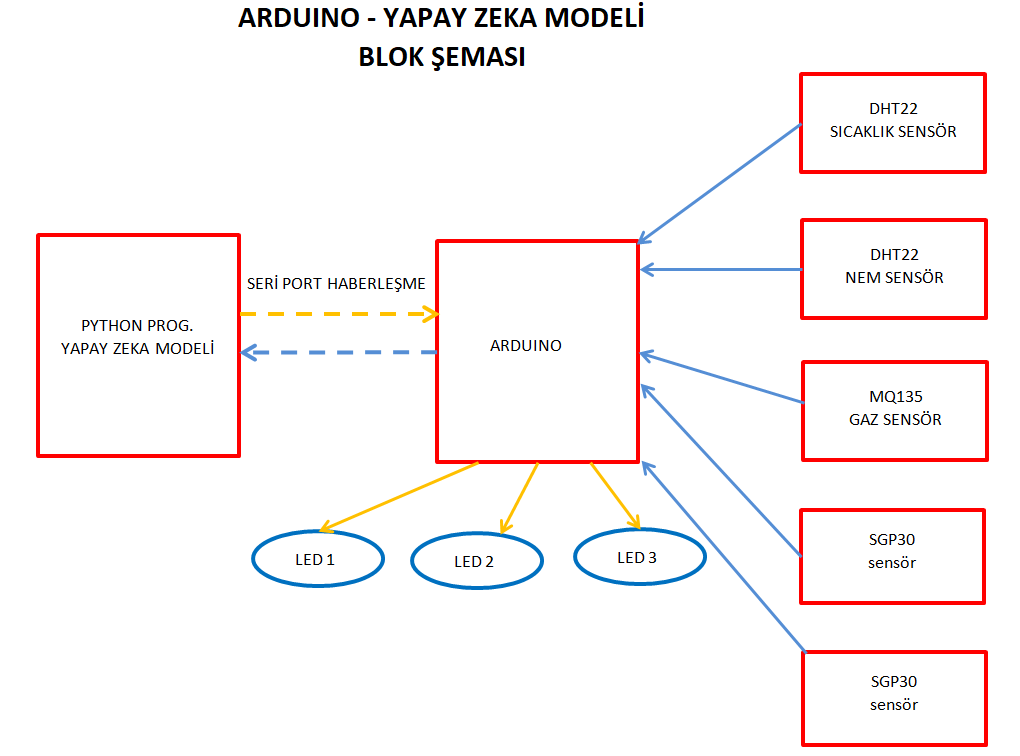 ARDUINO - YAPAY ZEKA MODELİ
BLOK ŞEMASI
DHT22
SICAKLIK SENSÖR
DHT22
NEM SENSÖR
SERİ PORT HABERLEŞME
PYTHON PROG.
YAPAY ZEKA MODELİ
ARDUINO
MQ135
GAZ SENSÖR
LED 1
LED 2
LED 3
SGP30
sensör
SGP30
sensör